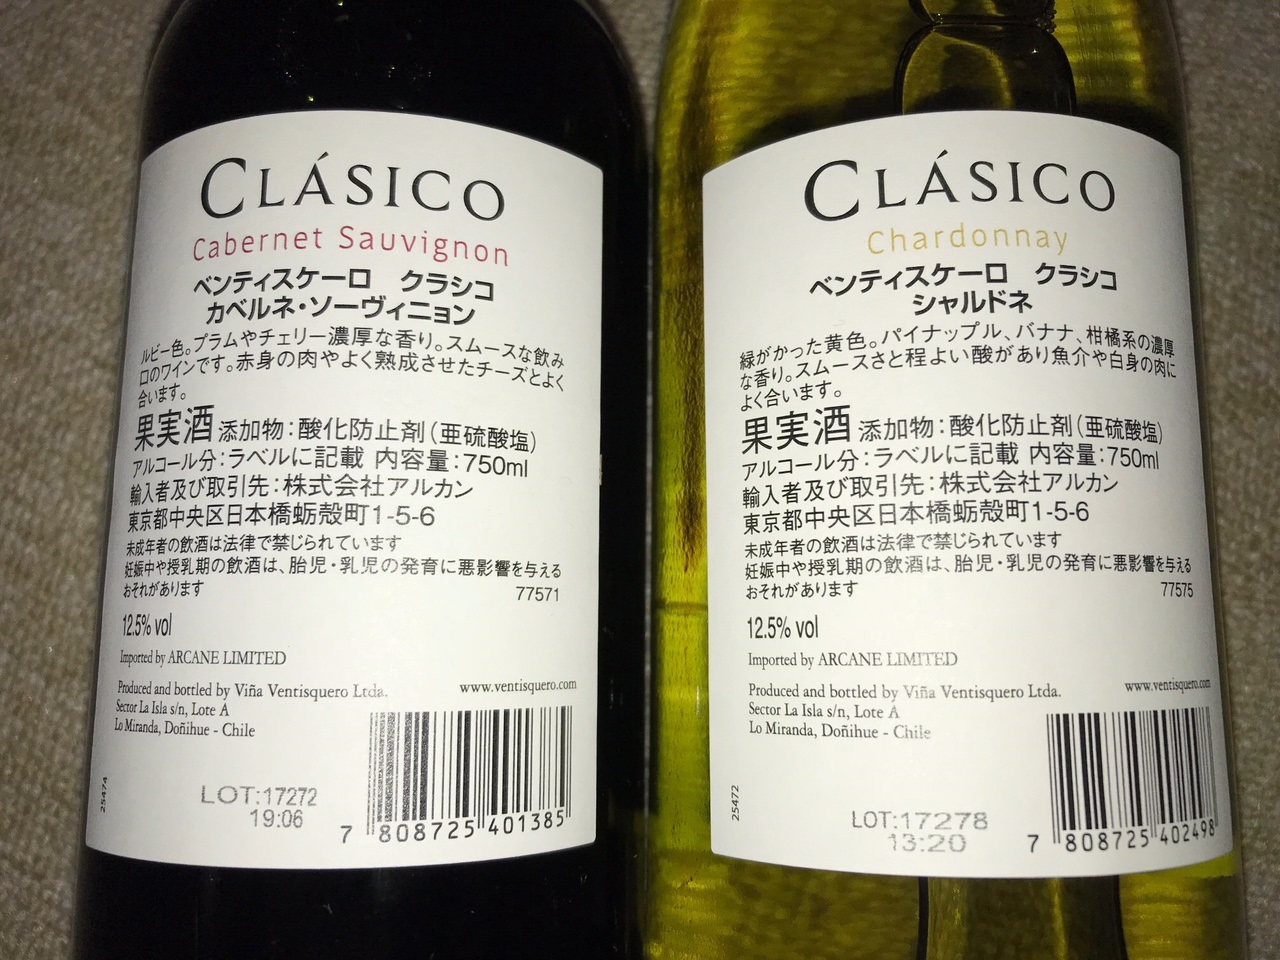 CLÁSICO
Cabernet Sauvignon
ベンティスケーロ クラシコ
カベルネ・ソーヴィニョン
ルビー色。プラムやチェリー濃厚な香り。スムースな飲み
口のワインです。赤身の肉やよく熟成させたチーズとよく
合います。
果実酒 添加物:酸化防止剤(亜硫酸塩)
アルコール分:ラベルに記載 内容量:750ml
輸入者及び取引先:株式会社アルカン
東京都中央区日本橋蛎殻町1-5-6
未成年者の飲酒は法律で禁じられています
妊娠中や授乳期の飲酒は、胎児・乳児の発育に悪影響を与える
おそれがあります 77571
12.5% vol
Imported by ARCANE LIMITED
Produced and bottled by Viña Ventisquero Ltda. www.ventisquero.com
Sector La Isla s/n, Lote A
Lo Miranda, Doñihue - Chile
25474
LOT:17272
19:06
7 808725 401385
CLÁSICO
Chardonnay
ベンティスケーロ クラシコ
シャルドネ
緑がかった黄色。パイナップル、バナナ、柑橘系の濃厚
な香り。スムースさと程よい酸があり魚介や白身の肉に
よく合います。
果実酒 添加物:酸化防止剤(亜硫酸塩)
アルコール分:ラベルに記載 内容量:750ml
輸入者及び取引先:株式会社アルカン
東京都中央区日本橋蛎殻町1-5-6
未成年者の飲酒は法律で禁じられています
妊娠中や授乳期の飲酒は、胎児・乳児の発育に悪影響を与える
おそれがあります 77575
12.5% vol
Imported by ARCANE LIMITED
Produced and bottled by Viña Ventisquero Ltda. www.ventisquero.com
Sector La Isla s/n, Lote A
Lo Miranda, Doñihue - Chile
25472
LOT:17278
13:20
7 808725 402498